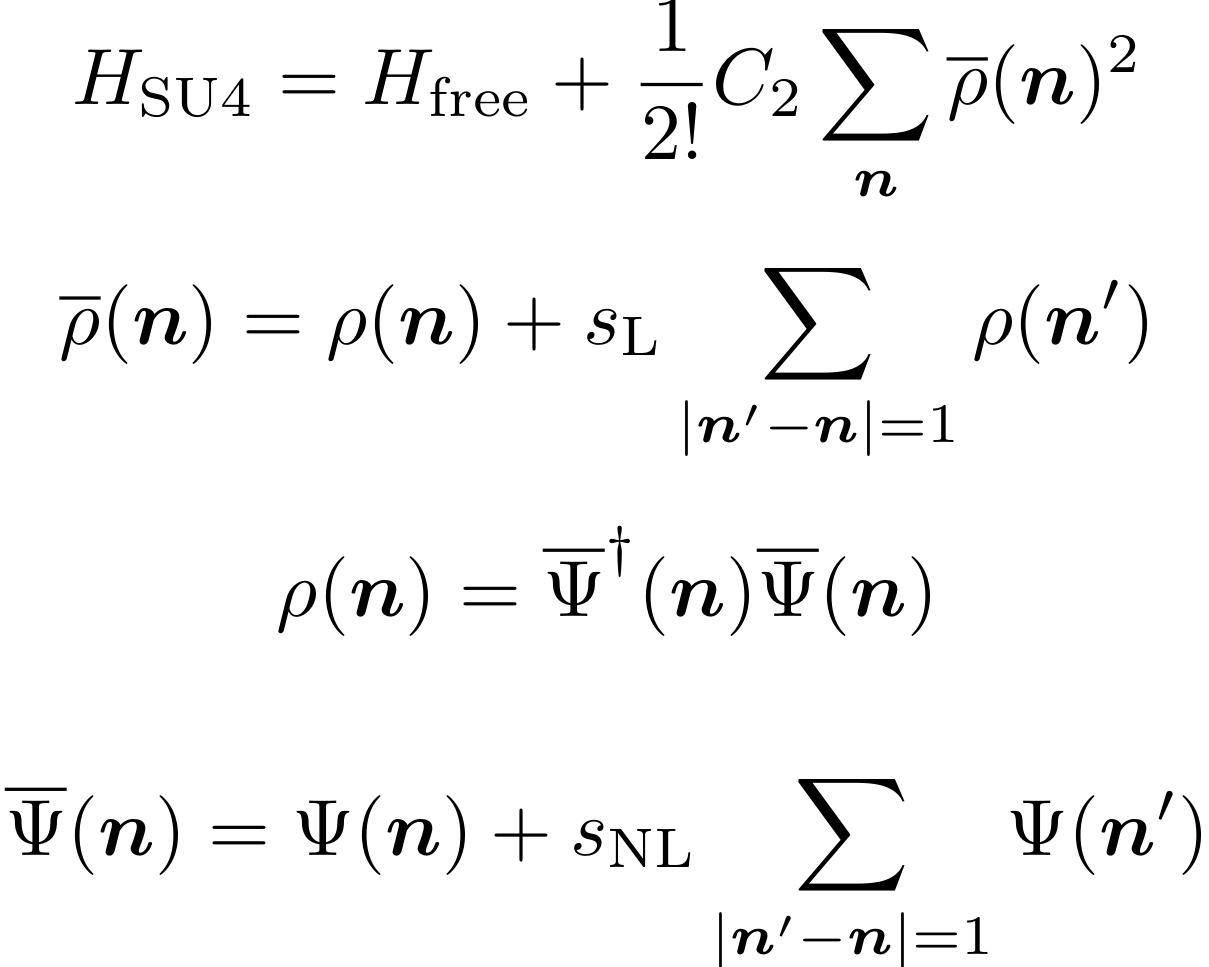 $H_{\mathrm{SU4}} = H_{\mathrm{free}} + \frac{1}{2!} C_2 \sum_{\boldsymbol{n}} \overline{\rho}(\boldsymbol{n})^2$
$\overline{\rho}(\boldsymbol{n}) = \rho(\boldsymbol{n}) + s_{\mathrm{L}} \sum_{|\boldsymbol{n}'-\boldsymbol{n}|=1} \rho(\boldsymbol{n}')$
$\rho(\boldsymbol{n}) = \overline{\Psi}^{\dagger}(\boldsymbol{n}) \overline{\Psi}(\boldsymbol{n})$
$\overline{\Psi}(\boldsymbol{n}) = \Psi(\boldsymbol{n}) + s_{\mathrm{NL}} \sum_{|\boldsymbol{n}'-\boldsymbol{n}|=1} \Psi(\boldsymbol{n}')$